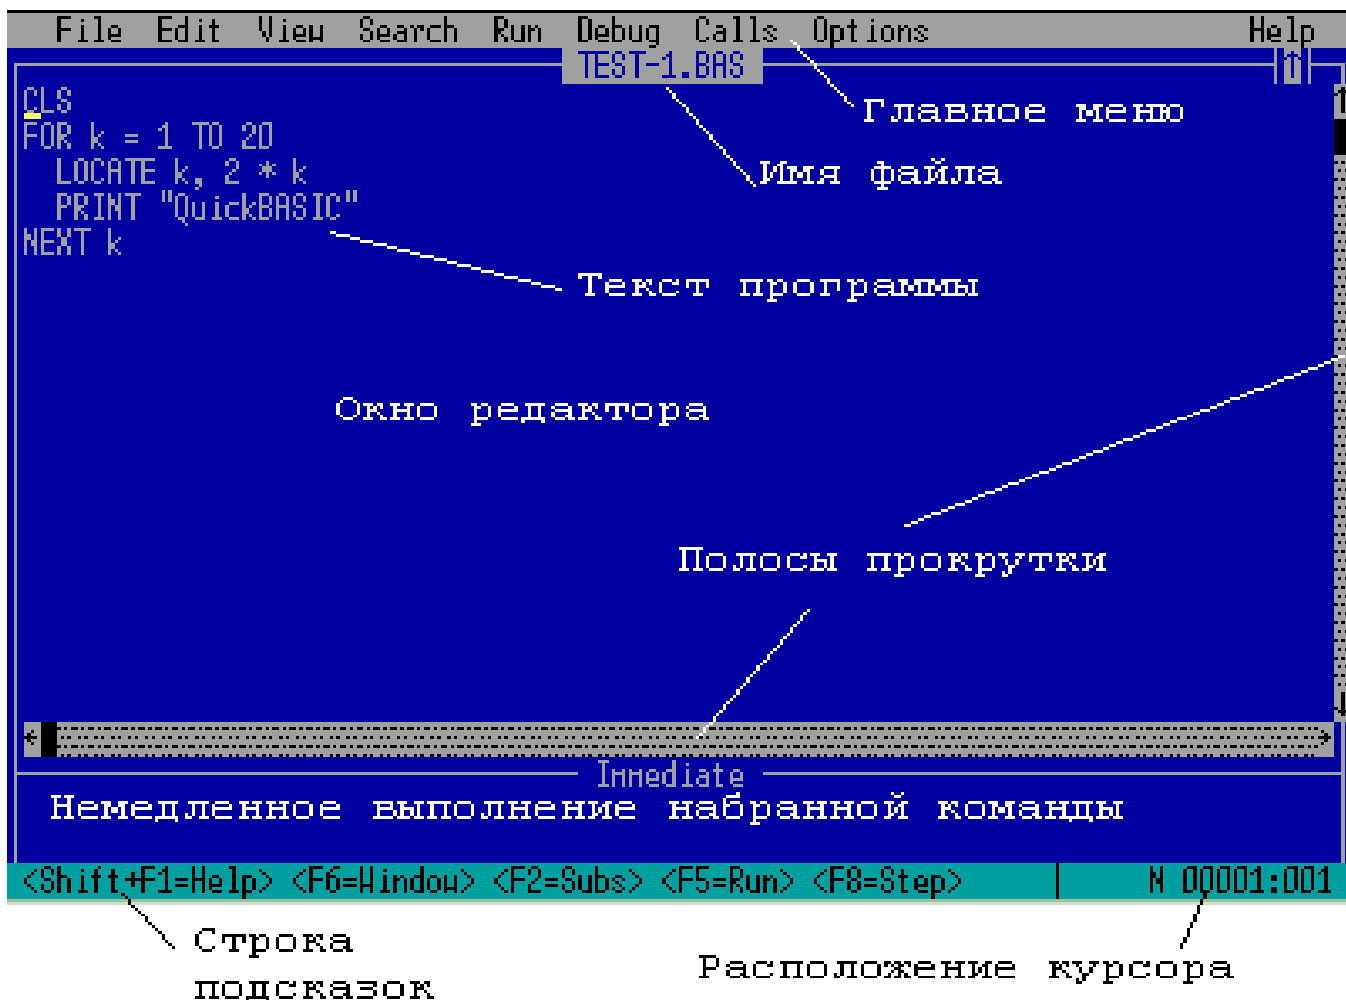 File Edit View Search Run Debug Calls Options Help
TEST-1.BAS
CLS
Главное меню
FOR k = 1 TO 20
LOCATE k, 2 * k
Имя файла
PRINT "QuickBASIC"
NEXT k
Текст программы
Окно редактора
Полосы прокрутки
Immediate
Немедленное выполнение набранной команды
<Shift+F1=Help> <F6=Window> <F2=Subs> <F5=Run> <F8=Step> N 00001:001
Строка
подсказок
Расположение курсора